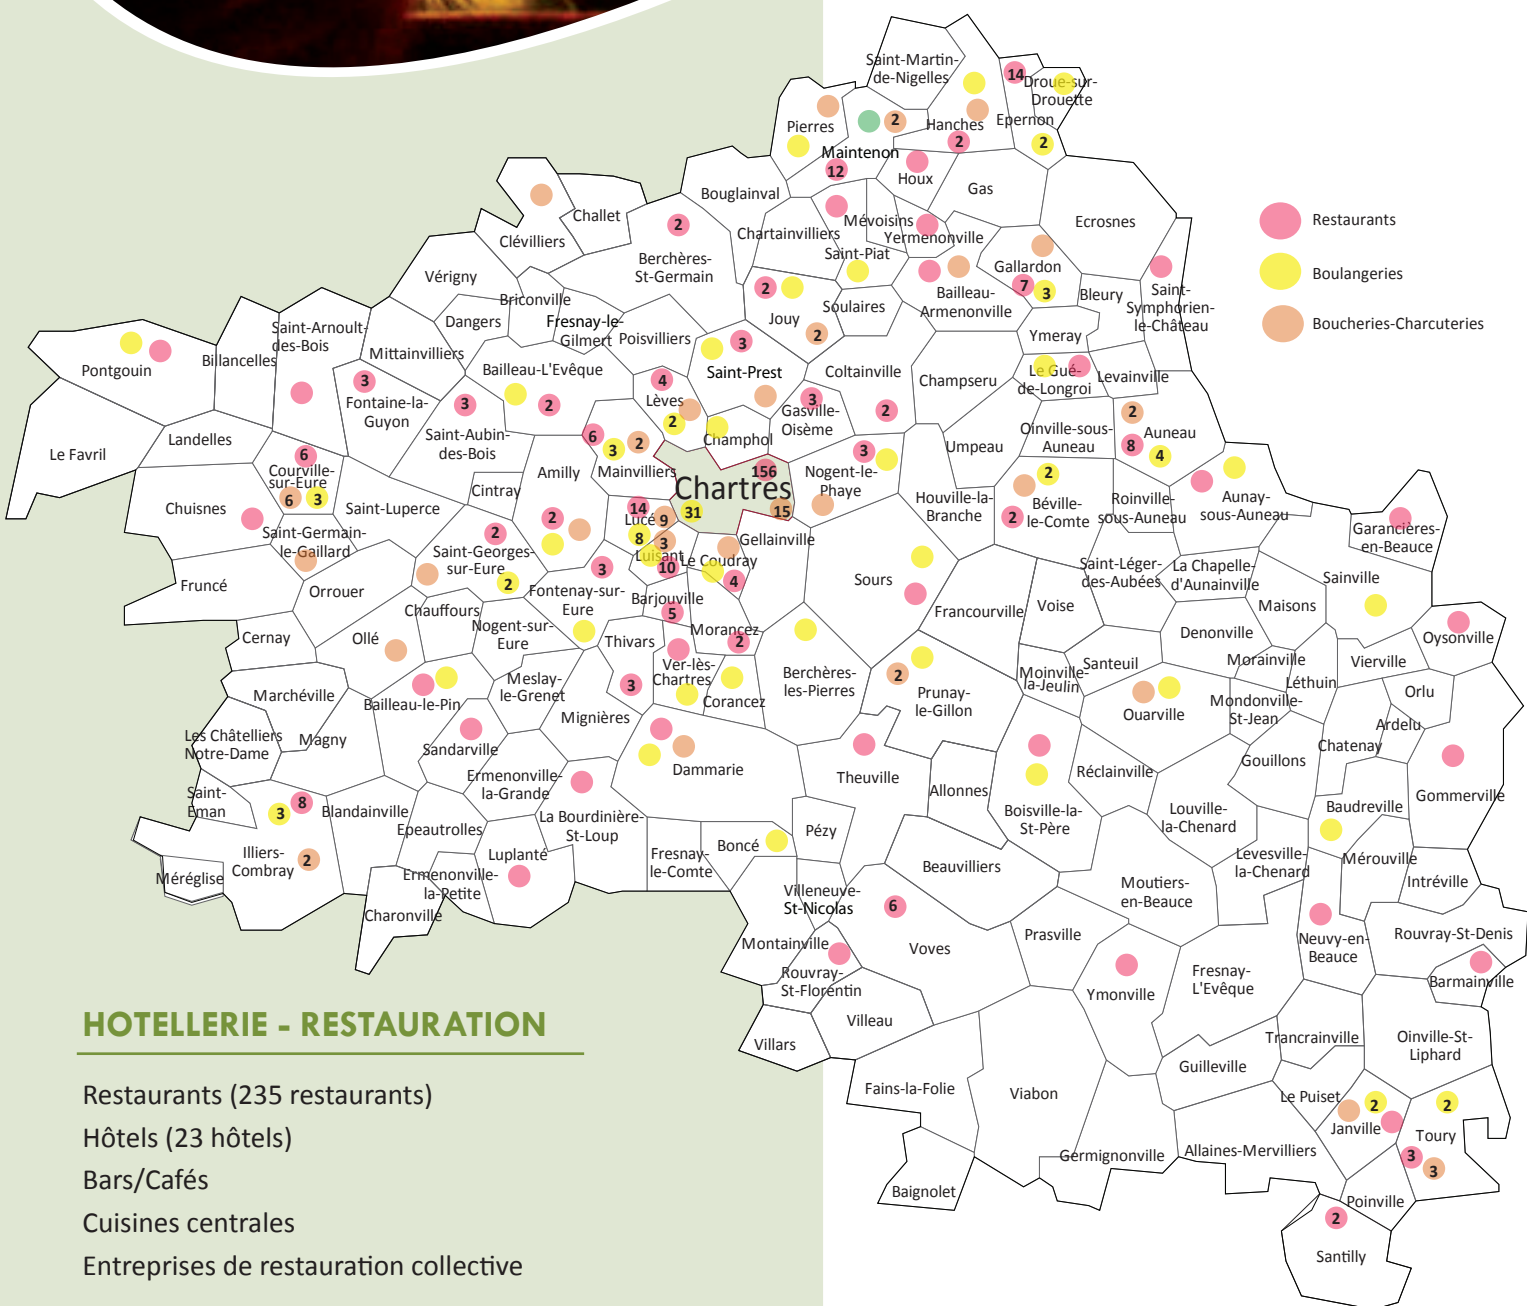 Saint-Martin-
de-Nigelles
14
Droue-sur-
Drouette
Pierres
2
Hanches
Epernon
2
2
Maintenon
12
Houx
Gas
Bouglainval
Challet
Clévilliers
2
Chartainvilliers
Mévoisins
Yermenonville
Ecrosnes
Restaurants
Boulangeries
Boucheries-Charcuteries
Berchères-
St-Germain
Saint-Piat
Gallardon
7
3
Vérigny
Briconville
2
Jouy
2
Soulaires
Bailleau-
Armenonville
Bleury
Saint-
Symphorien-
le-Château
Dangers
Fresnay-le-
Gilmert
Poisvilliers
3
Ymeray
Saint-Arnoult-
des-Bois
Billancelles
Mittainvilliers
Pontgouin
Bailleau-L'Evêque
2
Saint-Prest
4
Lèves
2
Coltainville
2
Champseru
Le Gué-
de-Longroi
Levainville
3
Fontaine-la-
Guyon
3
Saint-Aubin-
des-Bois
3
Gasville-
Oisème
Champhol
2
Auneau
8
4
Oinville-sous-
Auneau
Le Favril
Landelles
6
Courville-
sur-Eure
6
3
Amilly
6
3
2
Mainvilliers
156
Chartres
31
15
3
Nogent-le-
Phaye
Umpeau
Houville-la-
Branche
2
Béville-
le-Comte
2
Roinville-
sous-Auneau
Aunay-
sous-Auneau
Garancières-
en-Beauce
Chuisnes
Saint-Luperce
Cintray
14
Lucé
9
8
3
Luisant
10
Le Coudray
4
Gellainville
Saint-Germain-
le-Gaillard
2
Saint-Georges-
sur-Eure
2
2
3
Fontenay-sur-
Eure
Barjouville
5
Sours
Saint-Léger-
des-Aubées
La Chapelle-
d'Aunainville
Sainville
Fruncé
Orrouer
Chauffours
Nogent-sur-
Eure
Thivars
3
Morancez
2
Francourville
Voise
Maisons
Cernay
Ollé
Denonville
Oysonville
Ver-lès-
Chartres
Corancez
Berchères-
les-Pierres
2
Prunay-
le-Gillon
Moinville-
la-Jeulin
Santeuil
Morainville
Vierville
Léthuin
Orlu
Marchéville
Bailleau-le-Pin
Meslay-
le-Grenet
Mignières
Ouarville
Mondonville-
St-Jean
Ardelu
Les Châtelliers
Notre-Dame
Magny
Sandarville
Chatenay
Gouillons
Dammarie
Theuville
Allonnes
Réclainville
Ermenonville-
la-Grande
Saint-
Eman
3
8
Blandainville
Epeautrolles
La Bourdinière-
St-Loup
Pézy
Boisville-la-
St-Père
Louville-
la-Chenard
Baudreville
Gommerville
Illiers-
Combray
2
Méréglise
Luplanté
Ermenonville-
la-Petite
Fresnay-
le-Comte
Boncé
Beauvilliers
Levesville-
la-Chenard
Mérouville
Intréville
Charonville
Villeneuve-
St-Nicolas
6
Voves
Moutiers-
en-Beauce
Prasville
Montainville
Rouvray-
St-Florentin
Neuvy-en-
Beauce
Rouvray-St-Denis
Barmainville
Ymonville
Fresnay-
L'Evêque
Villeau
Villars
Trancrainville
Oinville-St-
Liphard
Guilleville
Fains-la-Folie
Viabon
Le Puiset
2
Janville
2
Toury
3
3
Germignonville
Allaines-Mervilliers
Baignolet
Poinville
2
Santilly
HOTELLERIE - RESTAURATION
Restaurants (235 restaurants)
Hôtels (23 hôtels)
Bars/Cafés
Cuisines centrales
Entreprises de restauration collective